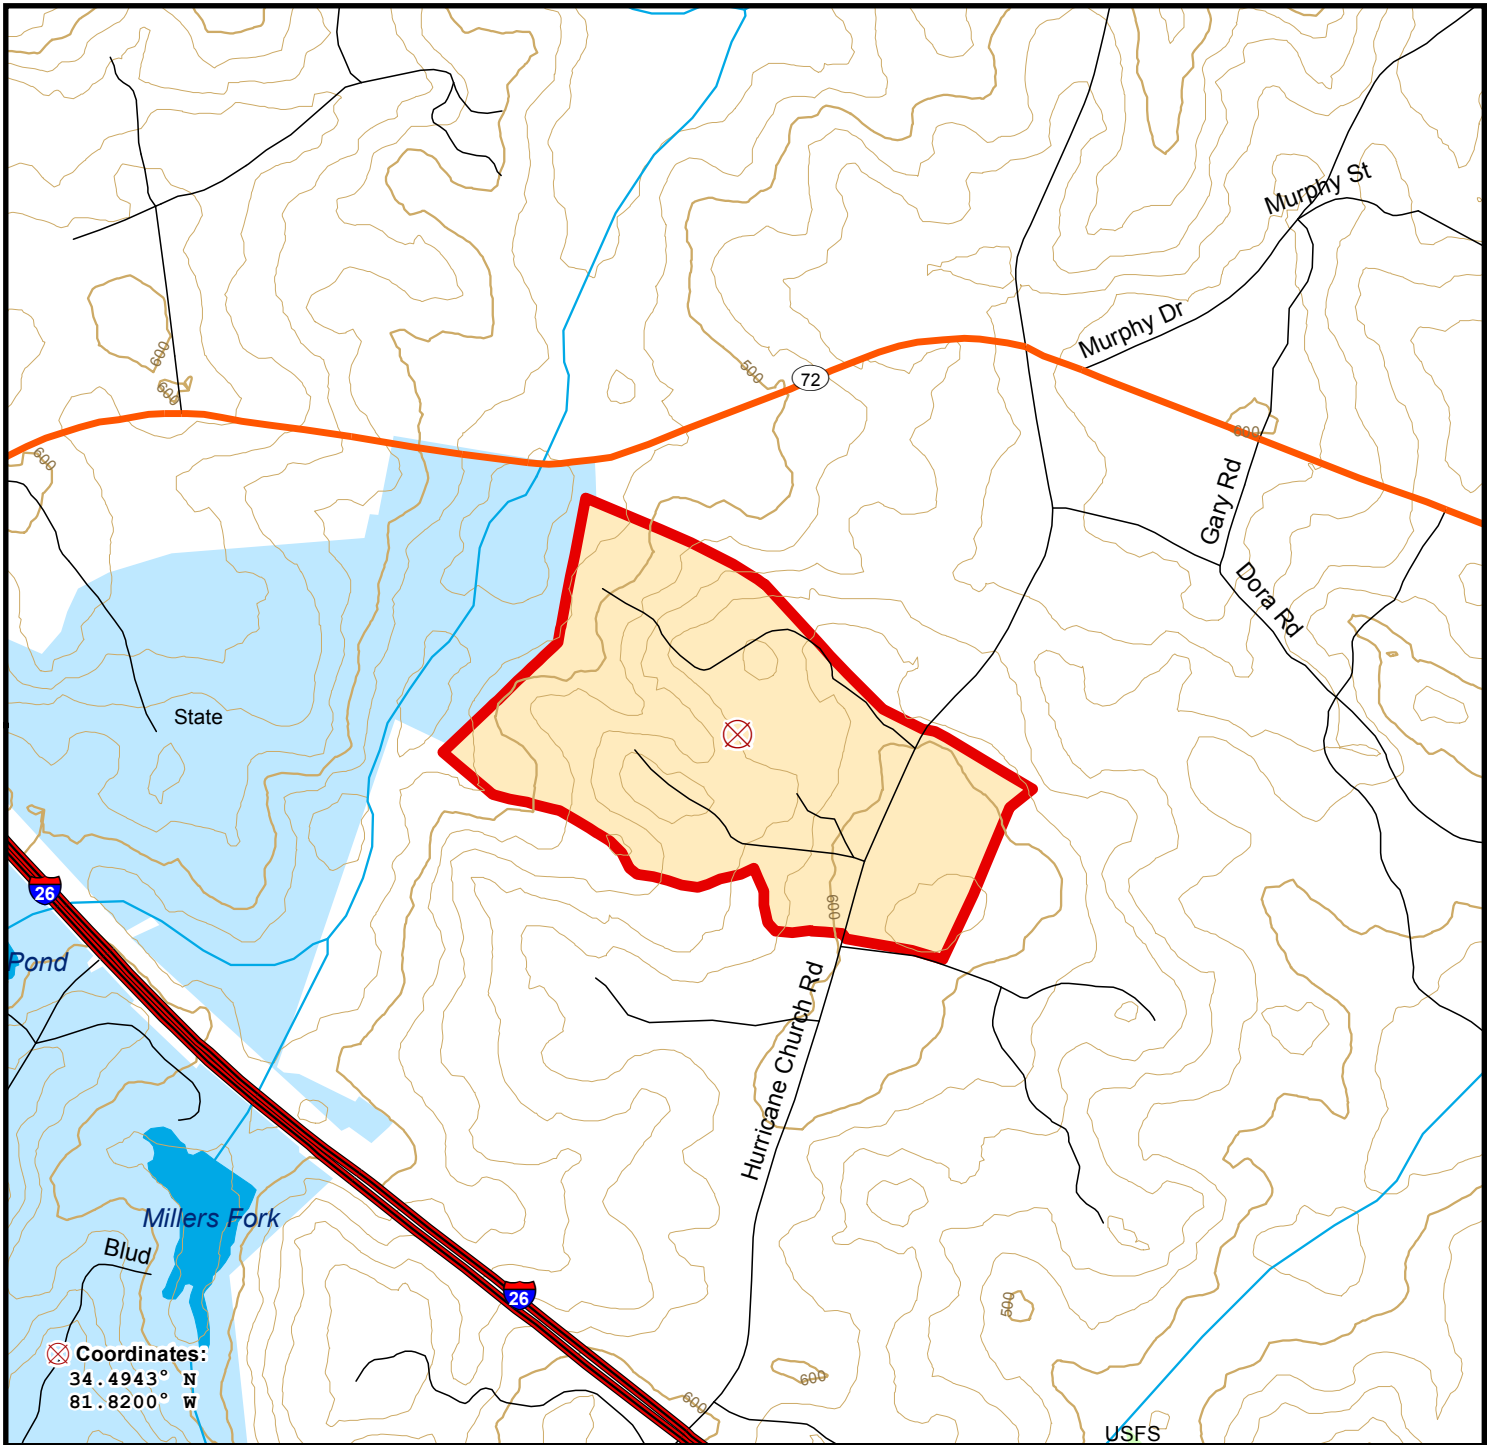 Murphy St
Murphy Dr
600
500
72
600
600
600
Gary Rd
Dora Rd
State
26
600
Pond
Hurricane Church Rd
Millers Fork
Blud
26
500
Coordinates:
34.4943° N
81.8200° W
600
600
USFS